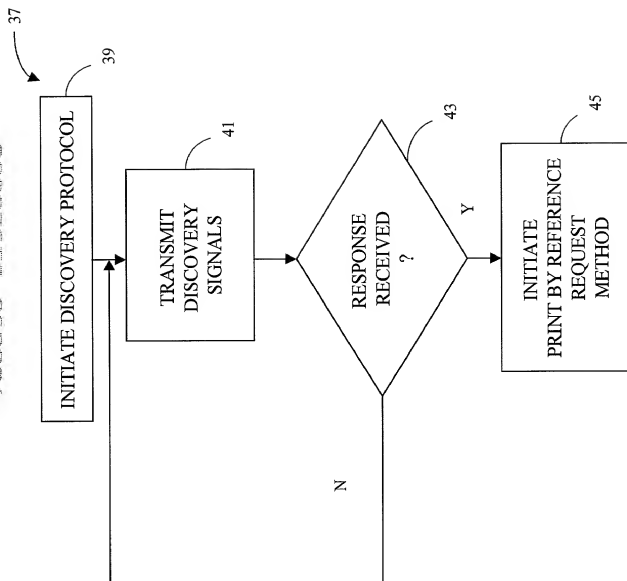 37
INITIATE DISCOVERY PROTOCOL
39
TRANSMIT
DISCOVERY
SIGNALS
41
RESPONSE
RECEIVED
?
43
N
Y
INITIATE
PRINT BY REFERENCE
REQUEST
METHOD
45